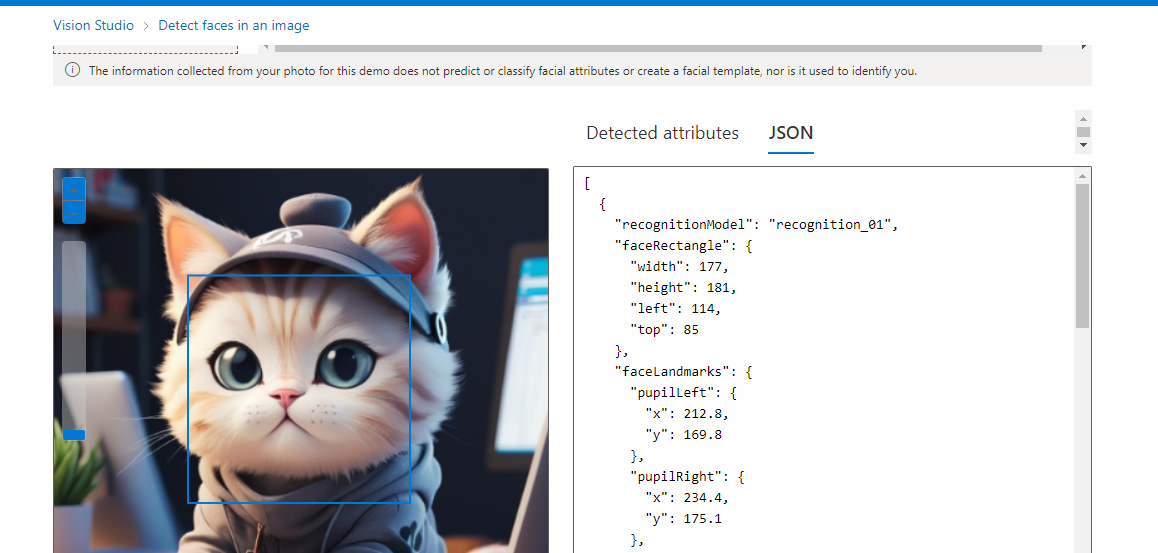 Vision Studio > Detect faces in an image
The information collected from your photo for this demo does not predict or classify facial attributes or create a facial template, nor is it used to identify you.
Detected attributes JSON
[
{
"recognitionModel": "recognition_01",
"faceRectangle": {
"width": 177,
"height": 181,
"left": 114,
"top": 85
},
"faceLandmarks": {
"pupilLeft": {
"x": 212.8,
"y": 169.8
},
"pupilRight": {
"x": 234.4,
"y": 175.1
},